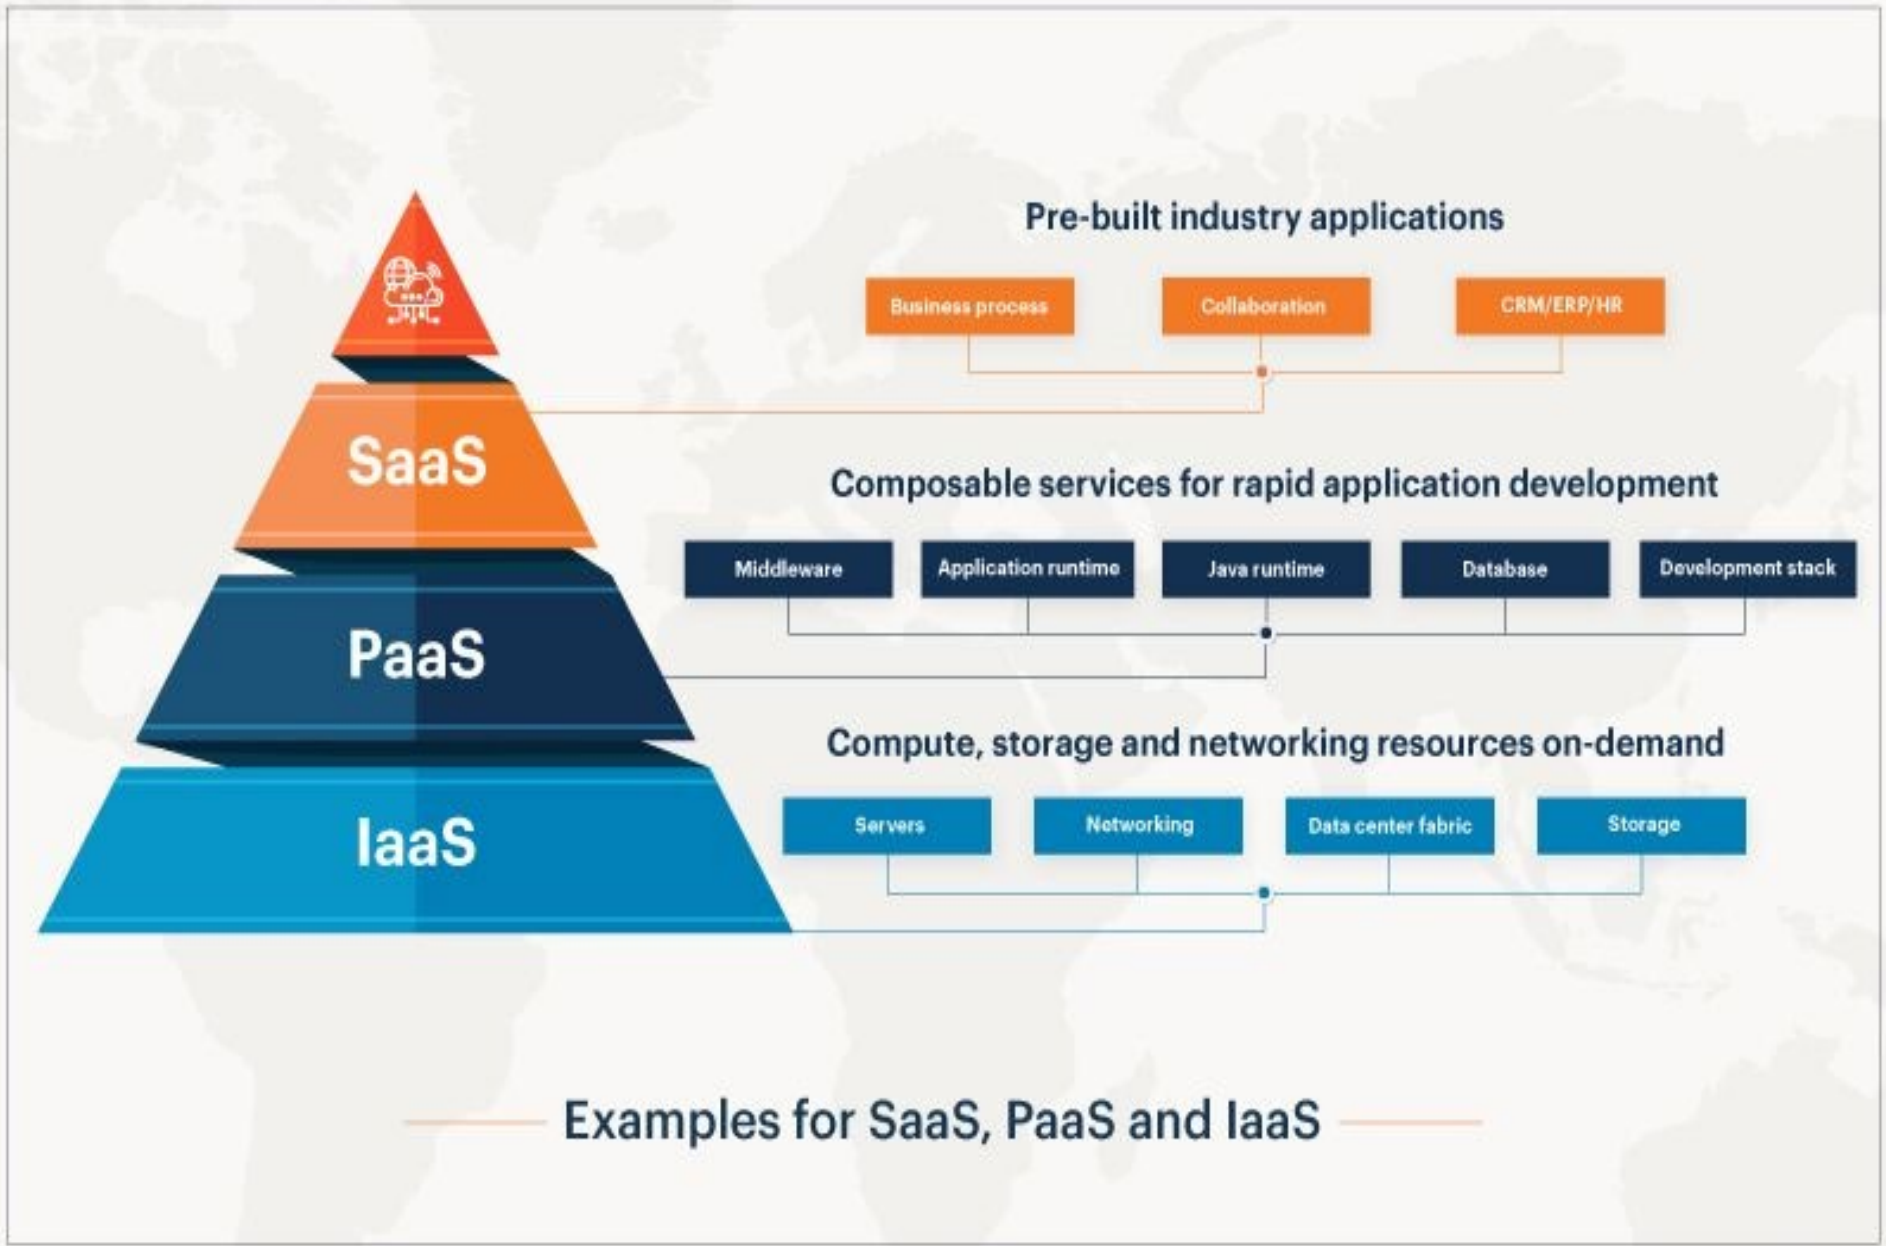 Pre-built industry applications
Business process
Collaboration
CRM/ERP/HR
SaaS
Composable services for rapid application development
Middleware
Application runtime
Java runtime
Database
Development stack
PaaS
Compute, storage and networking resources on-demand
Servers
Networking
Data center fabric
Storage
IaaS
Examples for SaaS, PaaS and IaaS